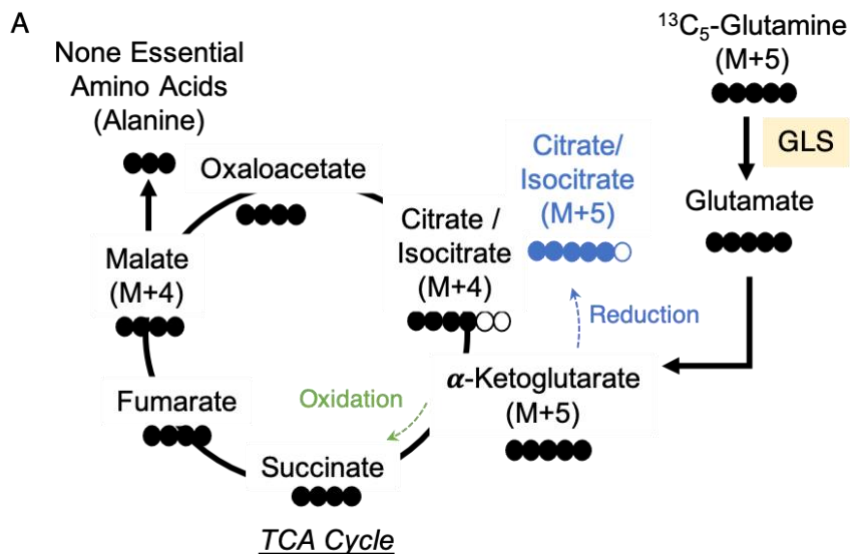 A
None Essential
Amino Acids
(Alanine)
Oxaloacetate
Malate
(M+4)
Fumarate
Succinate
TCA Cycle
Citrate /
Isocitrate
(M+4)
Citrate/
Isocitrate
(M+5)
Reduction
Oxidation
α-Ketoglutarate
(M+5)
¹³C₅-Glutamine
(M+5)
GLS
Glutamate